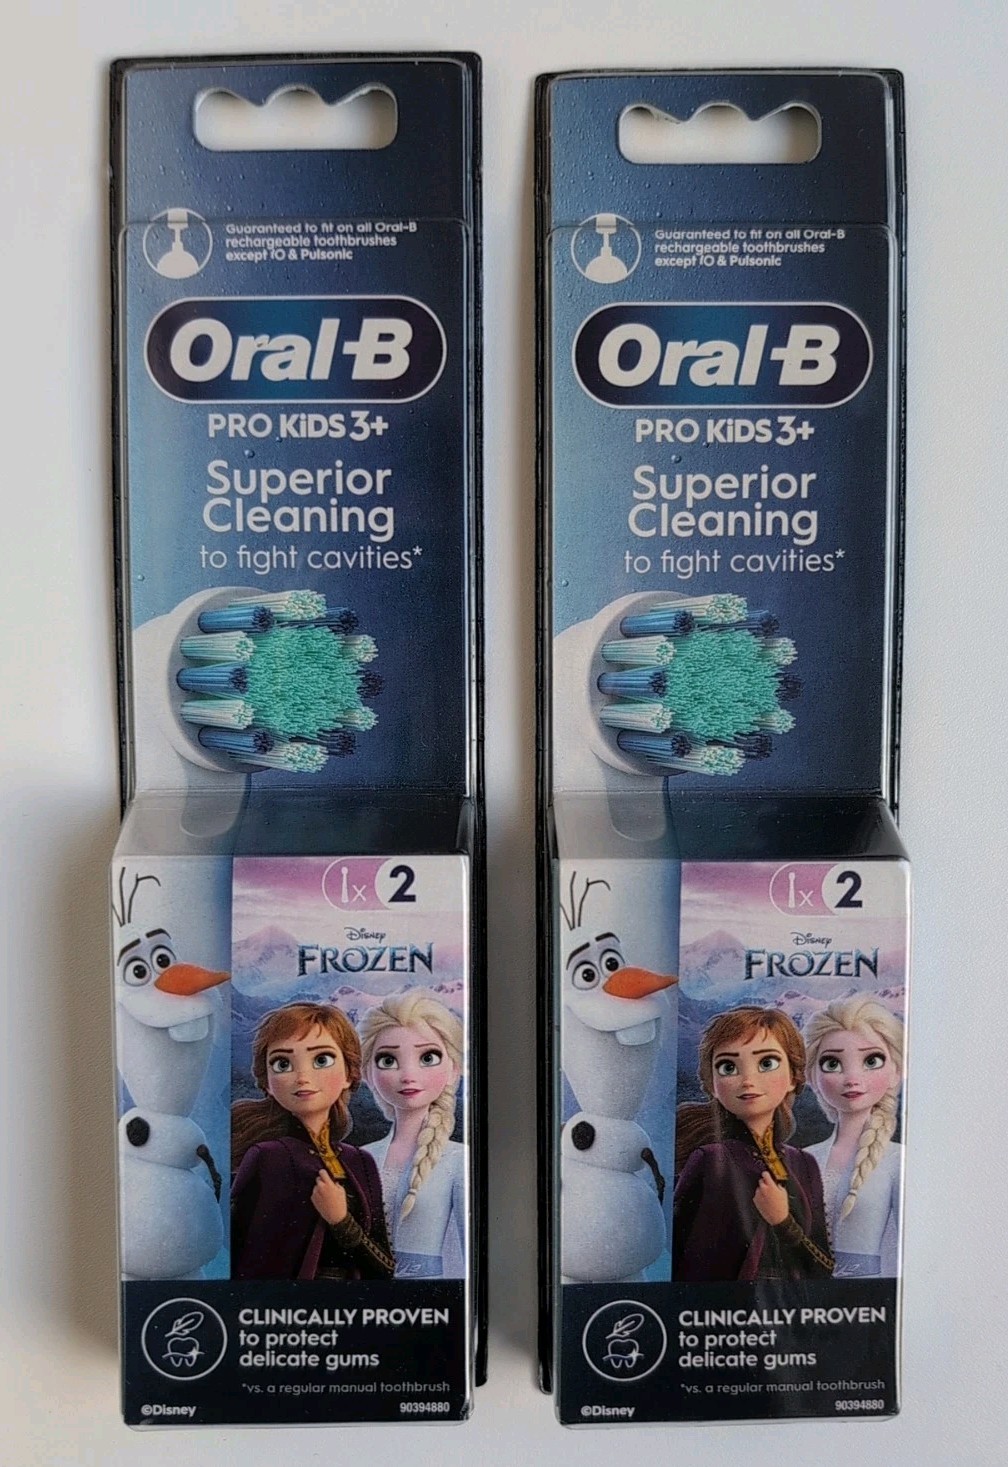 Guaranteed to fit on all Oral-B
rechargeable toothbrushes
except iO & Pulsonic
Oral-B
PRO KiDS 3+
Superior
Cleaning
to fight cavities*
1x 2
Disney
FROZEN
CLINICALLY PROVEN
to protect
delicate gums
*vs. a regular manual toothbrush
©Disney 90394880
Guaranteed to fit on all Oral-B
rechargeable toothbrushes
except iO & Pulsonic
Oral-B
PRO KiDS 3+
Superior
Cleaning
to fight cavities*
1x 2
Disney
FROZEN
CLINICALLY PROVEN
to protect
delicate gums
*vs. a regular manual toothbrush
©Disney 90394880